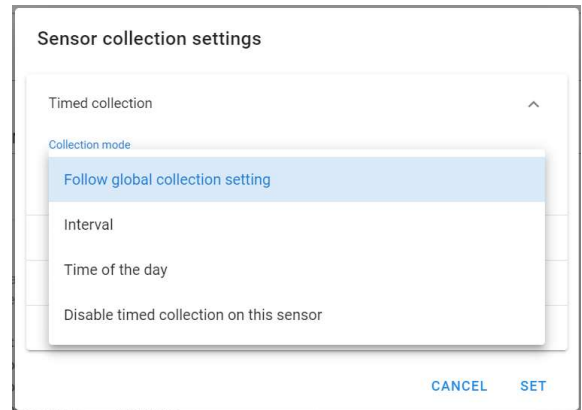 Sensor collection settings
Timed collection
Collection mode
Follow global collection setting
Interval
Time of the day
Disable timed collection on this sensor
CANCEL SET